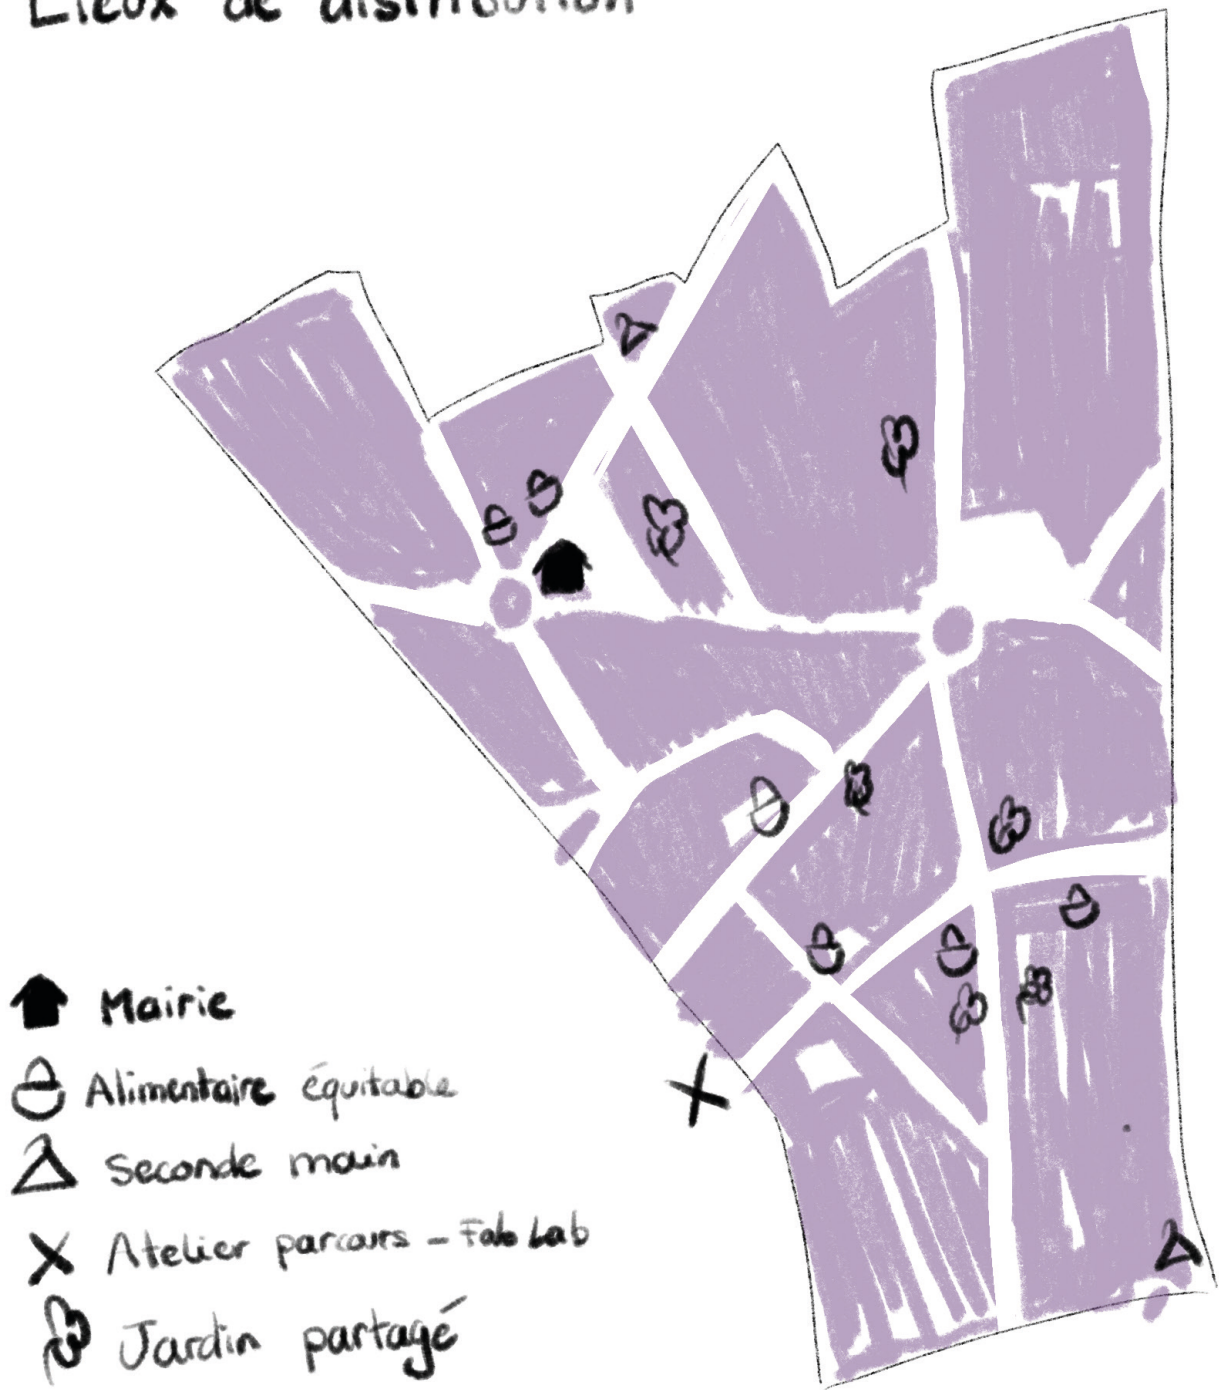 Lieux de distribution
Mairie
Alimentaire équitable
Seconde main
Atelier parcours - Fab Lab
Jardin partagé